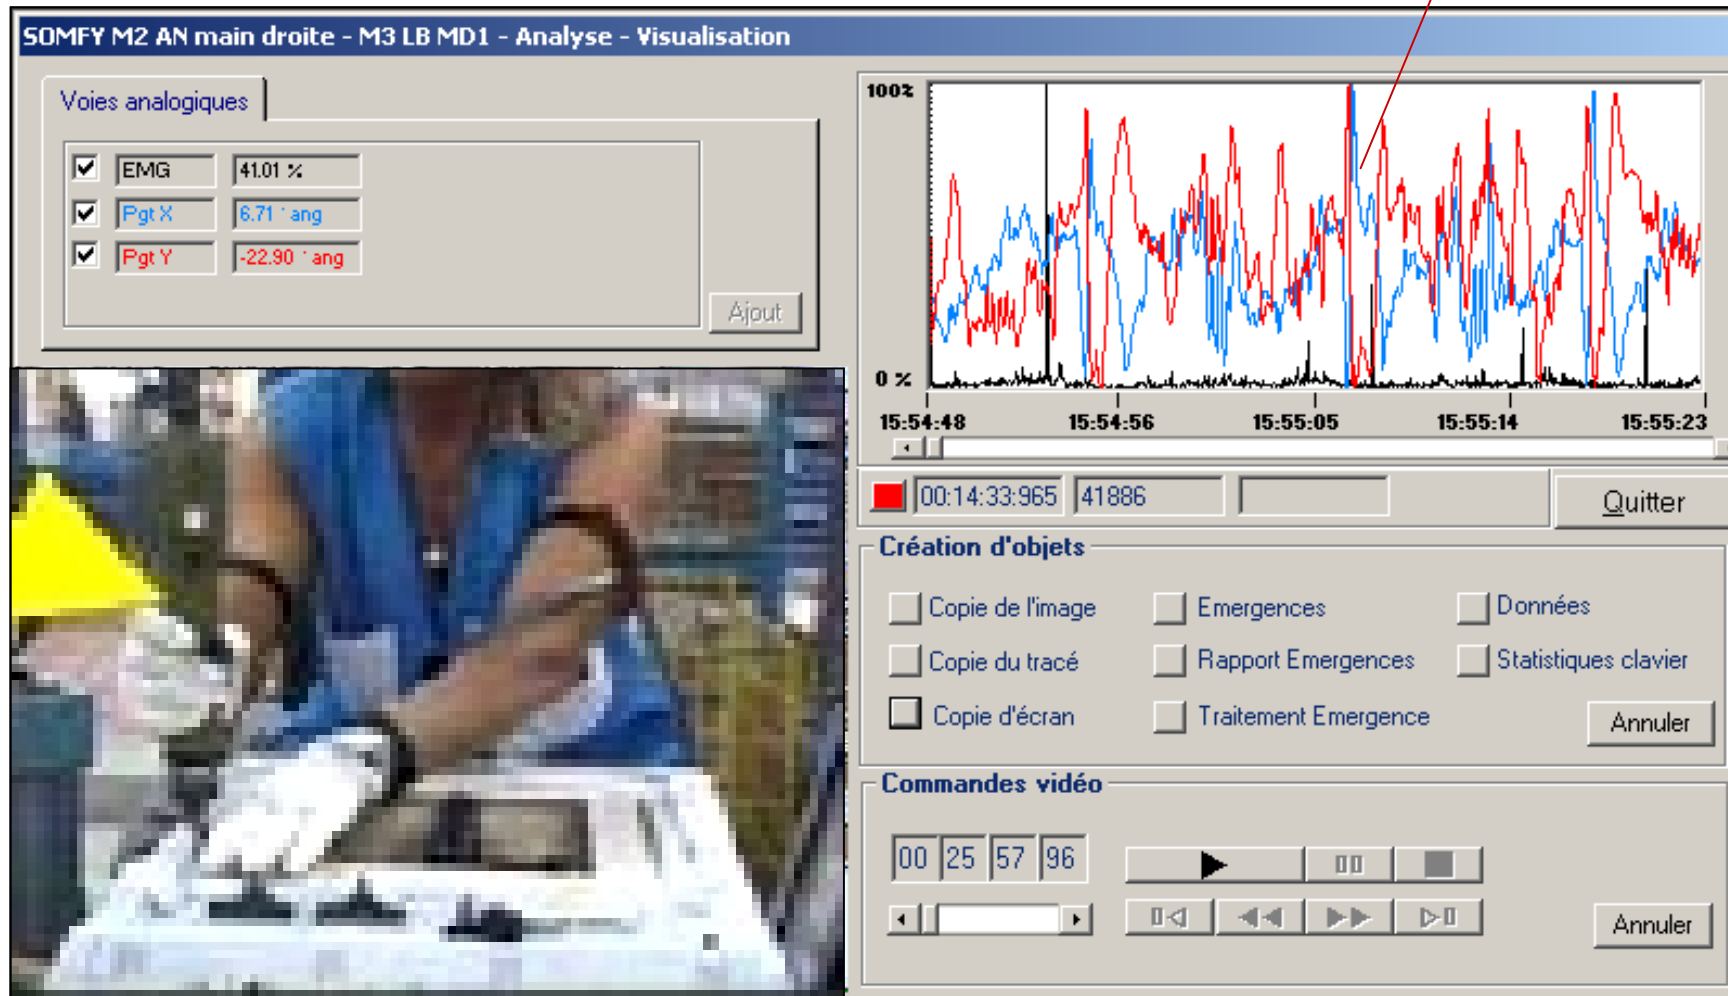 SOMFY M2 AN main droite - M3 LB MD1 - Analyse - Visualisation
Voies analogiques
EMG 41.01 %
Pgt X 6.71 ° ang
Pgt Y -22.90 ° ang
Ajout
100%
0 %
15:54:48 15:54:56 15:55:05 15:55:14 15:55:23
00:14:33:965 41886
Quitter
Création d'objets
Copie de l'image Emergences Données
Copie du tracé Rapport Emergences Statistiques clavier
Copie d'écran Traitement Emergence
Annuler
Commandes vidéo
00 25 57 96
Annuler